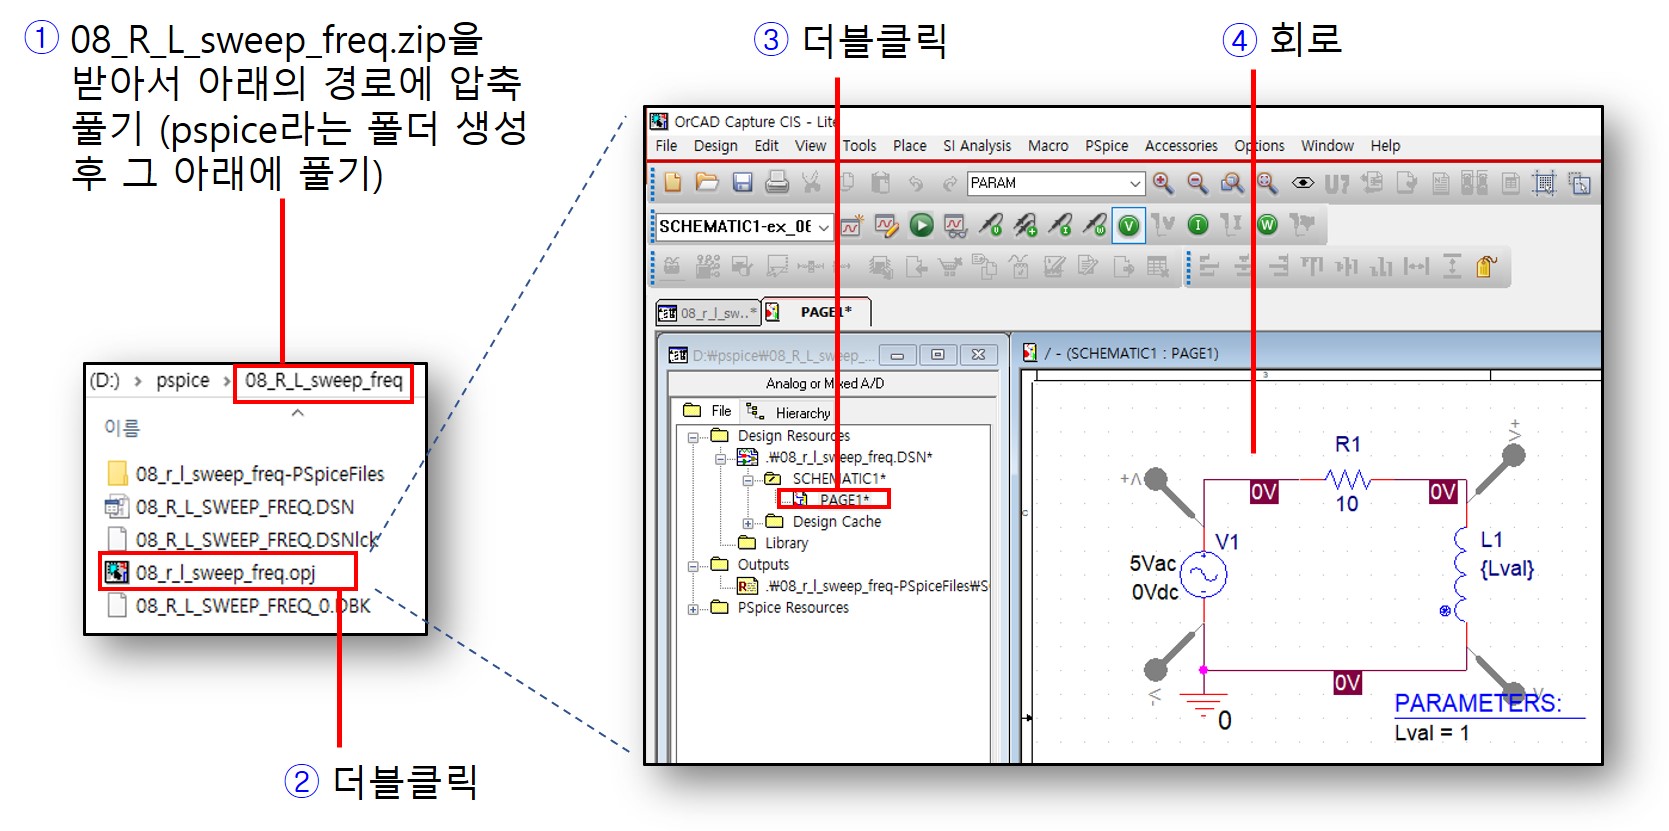 ① 08_R_L_sweep_freq.zip을
받아서 아래의 경로에 압축
풀기 (pspice라는 폴더 생성
후 그 아래에 풀기)
③ 더블클릭
④ 회로
(D:) › pspice › 08_R_L_sweep_freq
이름
08_r_l_sweep_freq-PSpiceFiles
08_R_L_SWEEP_FREQ.DSN
08_R_L_SWEEP_FREQ.DSNlck
08_r_l_sweep_freq.opj
08_R_L_SWEEP_FREQ_0.DBK
② 더블클릭
OrCAD Capture CIS - Lite
File Design Edit View Tools Place SI Analysis Macro PSpice Accessories Options Window Help
PARAM
U?
SCHEMATIC1-ex_06
V I W
08_r_l_sw..* PAGE1*
D:₩pspice₩08_R_L_sweep_...
Analog or Mixed A/D
File Hierarchy
Design Resources
.₩08_r_l_sweep_freq.DSN*
SCHEMATIC1*
PAGE1*
Design Cache
Library
Outputs
.₩08_r_l_sweep_freq-PSpiceFiles₩S
PSpice Resources
/ - (SCHEMATIC1 : PAGE1)
3
C
V+
V+
R1
0V
0V
10
V1
5Vac
0Vdc
L1
{Lval}
V-
V-
0V
0
PARAMETERS:
Lval = 1